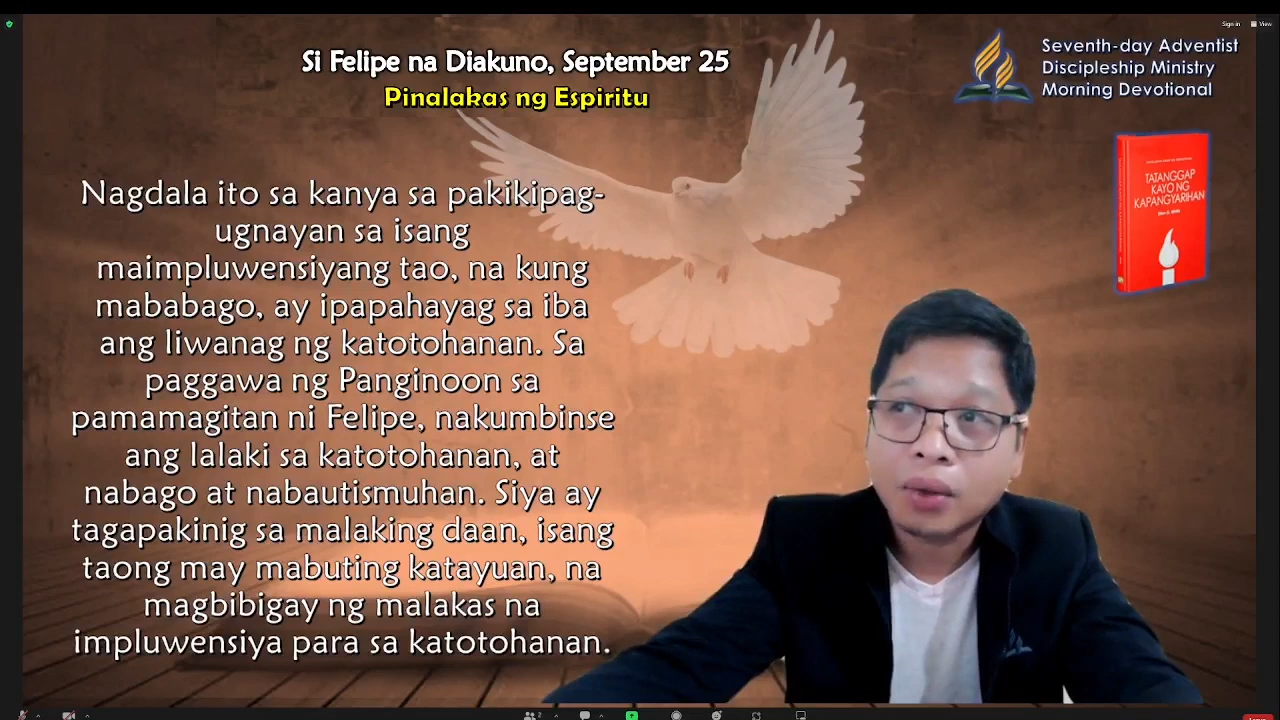 Sign in
View
Si Felipe na Diakuno, September 25
Pinalakas ng Espiritu
Seventh-day Adventist
Discipleship Ministry
Morning Devotional
TATANGGAP
KAYO NG
KAPANGYARIHAN
Nagdala ito sa kanya sa pakikipag-
ugnayan sa isang
maimpluwensiyang tao, na kung
mababago, ay ipapahayag sa iba
ang liwanag ng katotohanan. Sa
paggawa ng Panginoon sa
pamamagitan ni Felipe, nakumbinse
ang lalaki sa katotohanan, at
nabago at nabautismuhan. Siya ay
tagapakinig sa malaking daan, isang
taong may mabuting katayuan, na
magbibigay ng malakas na
impluwensiya para sa katotohanan.
2